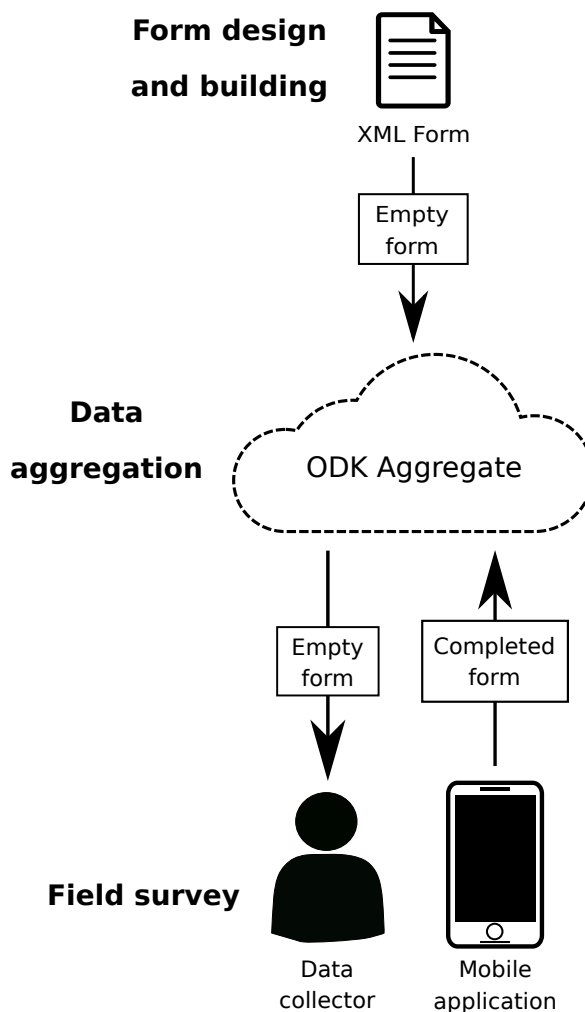 Form design
and building
XML Form
Empty
form
Data
aggregation
ODK Aggregate
Empty
form
Completed
form
Field survey
Data
collector
Mobile
application